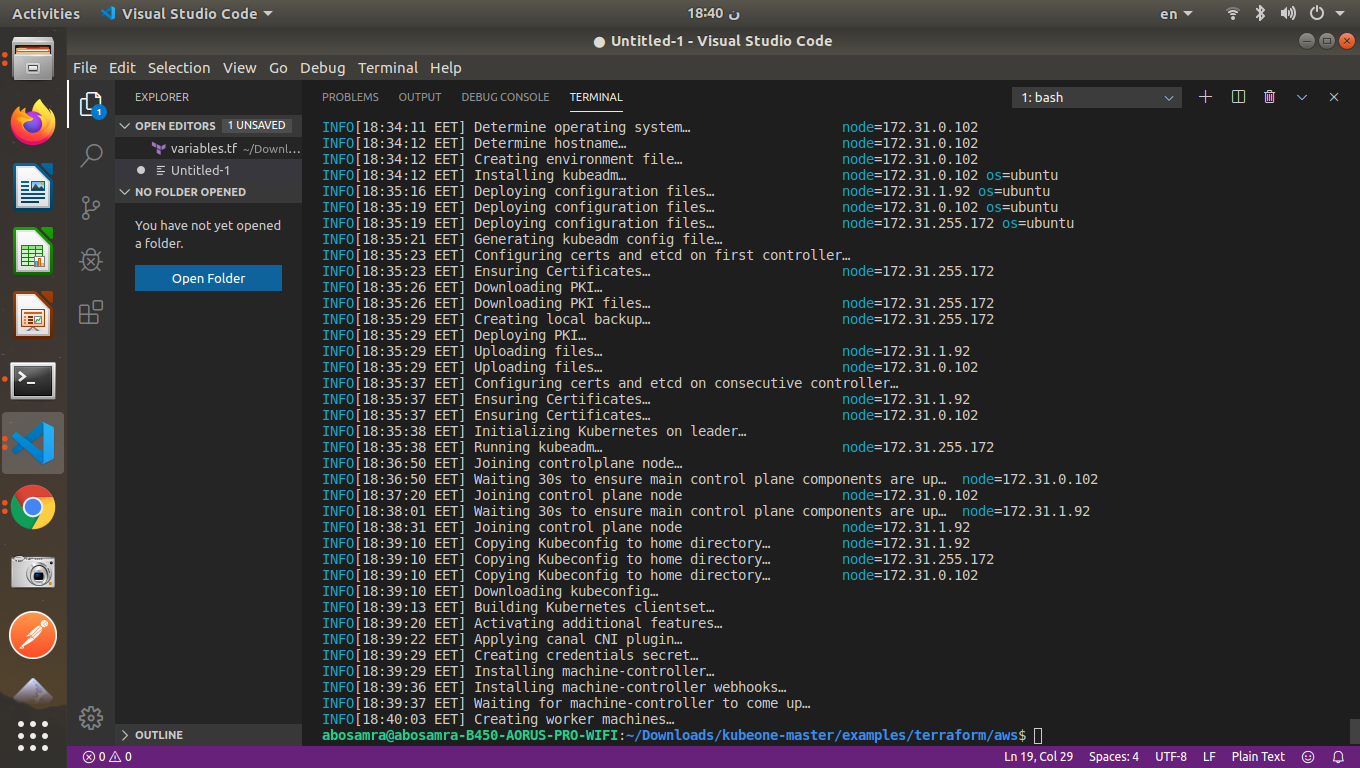 Activities
Visual Studio Code
18:40 ن
en
● Untitled-1 - Visual Studio Code
File Edit Selection View Go Debug Terminal Help
EXPLORER
OPEN EDITORS 1 UNSAVED
variables.tf ~/Downl...
Untitled-1
NO FOLDER OPENED
You have not yet opened
a folder.
Open Folder
OUTLINE
1
PROBLEMS OUTPUT DEBUG CONSOLE TERMINAL
1: bash
INFO[18:34:11 EET] Determine operating system… node=172.31.0.102
INFO[18:34:12 EET] Determine hostname… node=172.31.0.102
INFO[18:34:12 EET] Creating environment file… node=172.31.0.102
INFO[18:34:12 EET] Installing kubeadm… node=172.31.0.102 os=ubuntu
INFO[18:35:16 EET] Deploying configuration files… node=172.31.1.92 os=ubuntu
INFO[18:35:19 EET] Deploying configuration files… node=172.31.0.102 os=ubuntu
INFO[18:35:19 EET] Deploying configuration files… node=172.31.255.172 os=ubuntu
INFO[18:35:21 EET] Generating kubeadm config file…
INFO[18:35:23 EET] Configuring certs and etcd on first controller…
INFO[18:35:23 EET] Ensuring Certificates… node=172.31.255.172
INFO[18:35:26 EET] Downloading PKI…
INFO[18:35:26 EET] Downloading PKI files… node=172.31.255.172
INFO[18:35:29 EET] Creating local backup… node=172.31.255.172
INFO[18:35:29 EET] Deploying PKI…
INFO[18:35:29 EET] Uploading files… node=172.31.1.92
INFO[18:35:29 EET] Uploading files… node=172.31.0.102
INFO[18:35:37 EET] Configuring certs and etcd on consecutive controller…
INFO[18:35:37 EET] Ensuring Certificates… node=172.31.1.92
INFO[18:35:37 EET] Ensuring Certificates… node=172.31.0.102
INFO[18:35:38 EET] Initializing Kubernetes on leader…
INFO[18:35:38 EET] Running kubeadm… node=172.31.255.172
INFO[18:36:50 EET] Joining controlplane node…
INFO[18:36:50 EET] Waiting 30s to ensure main control plane components are up… node=172.31.0.102
INFO[18:37:20 EET] Joining control plane node node=172.31.0.102
INFO[18:38:01 EET] Waiting 30s to ensure main control plane components are up… node=172.31.1.92
INFO[18:38:31 EET] Joining control plane node node=172.31.1.92
INFO[18:39:10 EET] Copying Kubeconfig to home directory… node=172.31.1.92
INFO[18:39:10 EET] Copying Kubeconfig to home directory… node=172.31.255.172
INFO[18:39:10 EET] Copying Kubeconfig to home directory… node=172.31.0.102
INFO[18:39:10 EET] Downloading kubeconfig…
INFO[18:39:13 EET] Building Kubernetes clientset…
INFO[18:39:20 EET] Activating additional features…
INFO[18:39:22 EET] Applying canal CNI plugin…
INFO[18:39:29 EET] Creating credentials secret…
INFO[18:39:29 EET] Installing machine-controller…
INFO[18:39:36 EET] Installing machine-controller webhooks…
INFO[18:39:37 EET] Waiting for machine-controller to come up…
INFO[18:40:03 EET] Creating worker machines…
abosamra@abosamra-B450-AORUS-PRO-WIFI:~/Downloads/kubeone-master/examples/terraform/aws$
0 0
Ln 19, Col 29 Spaces: 4 UTF-8 LF Plain Text